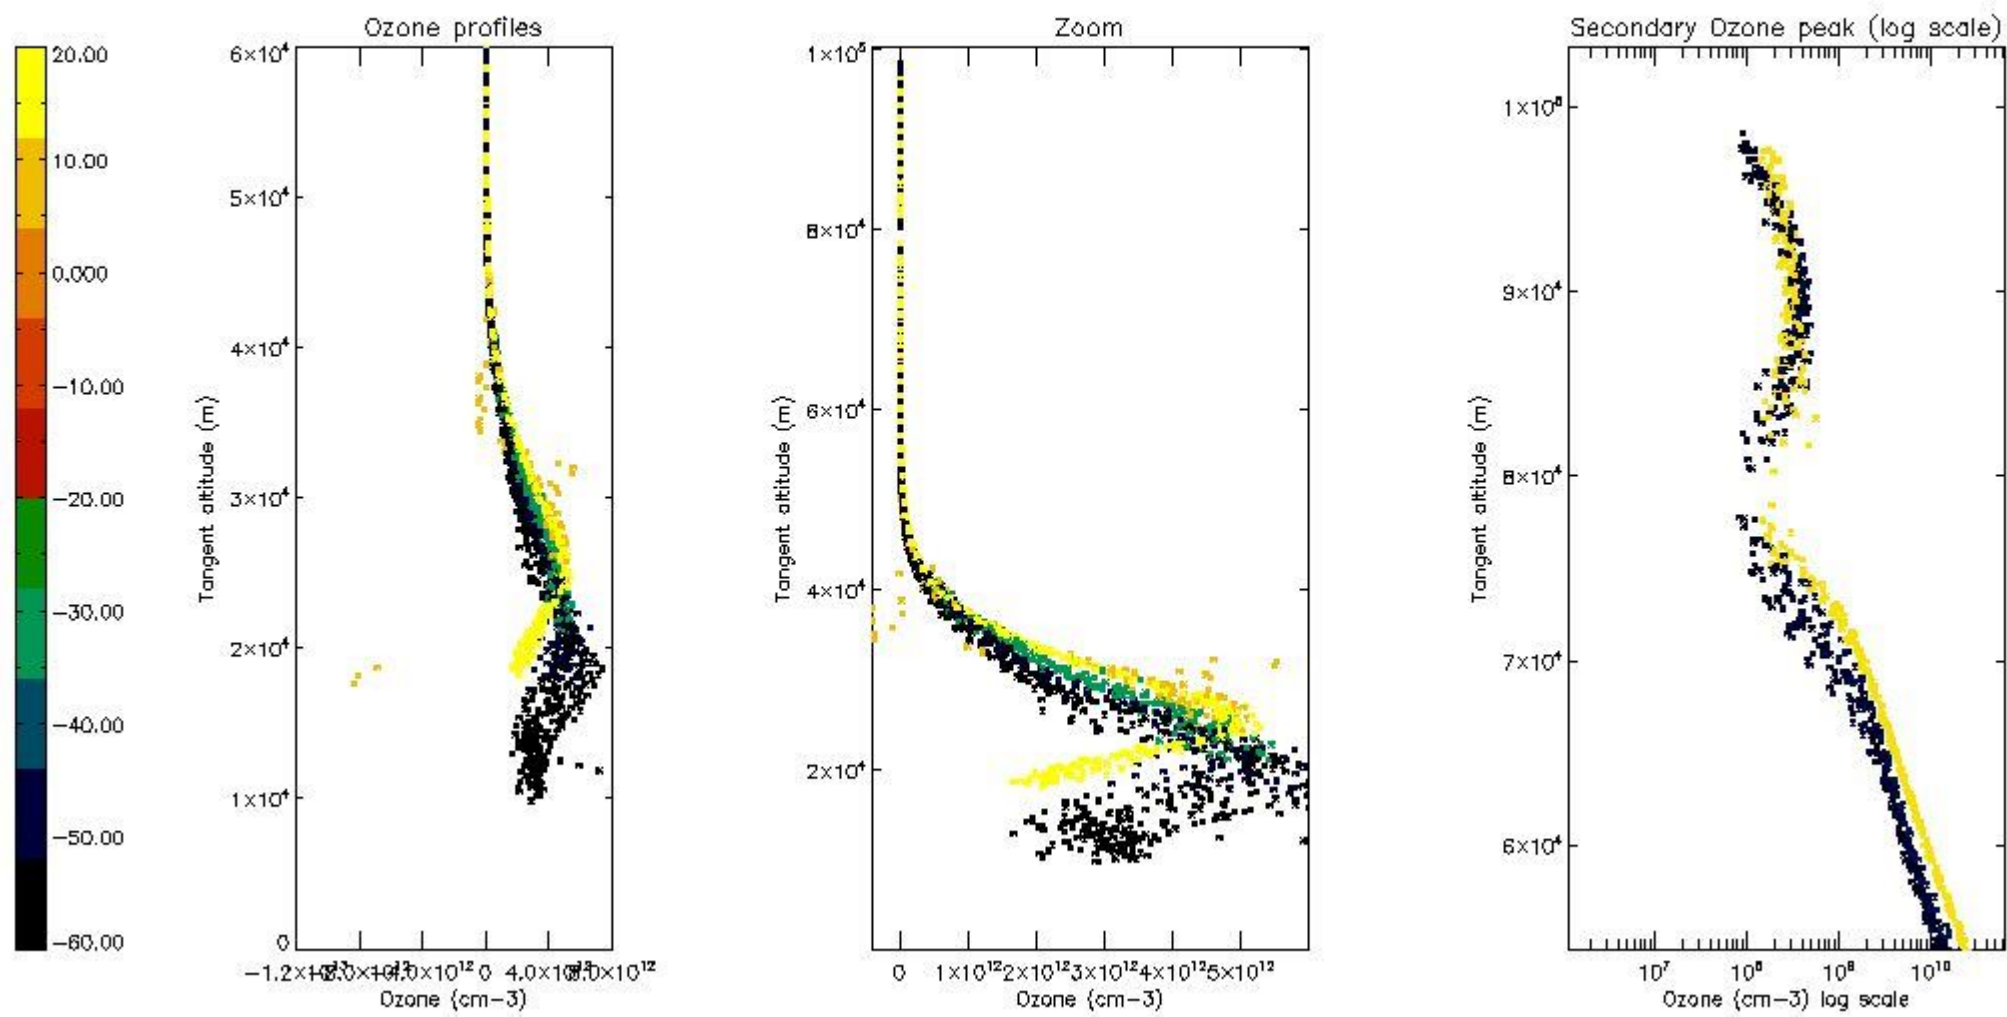 Ozone profiles
Zoom
Secondary Ozone peak (log scale)
20.00
10.00
0.000
−10.00
−20.00
−30.00
−40.00
−50.00
−60.00
Tangent altitude (m)
6×10⁴
5×10⁴
4×10⁴
3×10⁴
2×10⁴
1×10⁴
0
0
Ozone (cm−3)
Tangent altitude (m)
1×10⁵
8×10⁴
6×10⁴
4×10⁴
2×10⁴
0 1×10¹² 2×10¹² 3×10¹² 4×10¹² 5×10¹²
Ozone (cm−3)
Tangent altitude (m)
9×10⁴
8×10⁴
7×10⁴
6×10⁴
10⁷ 10⁸ 10⁹ 10¹⁰
Ozone (cm−3) log scale